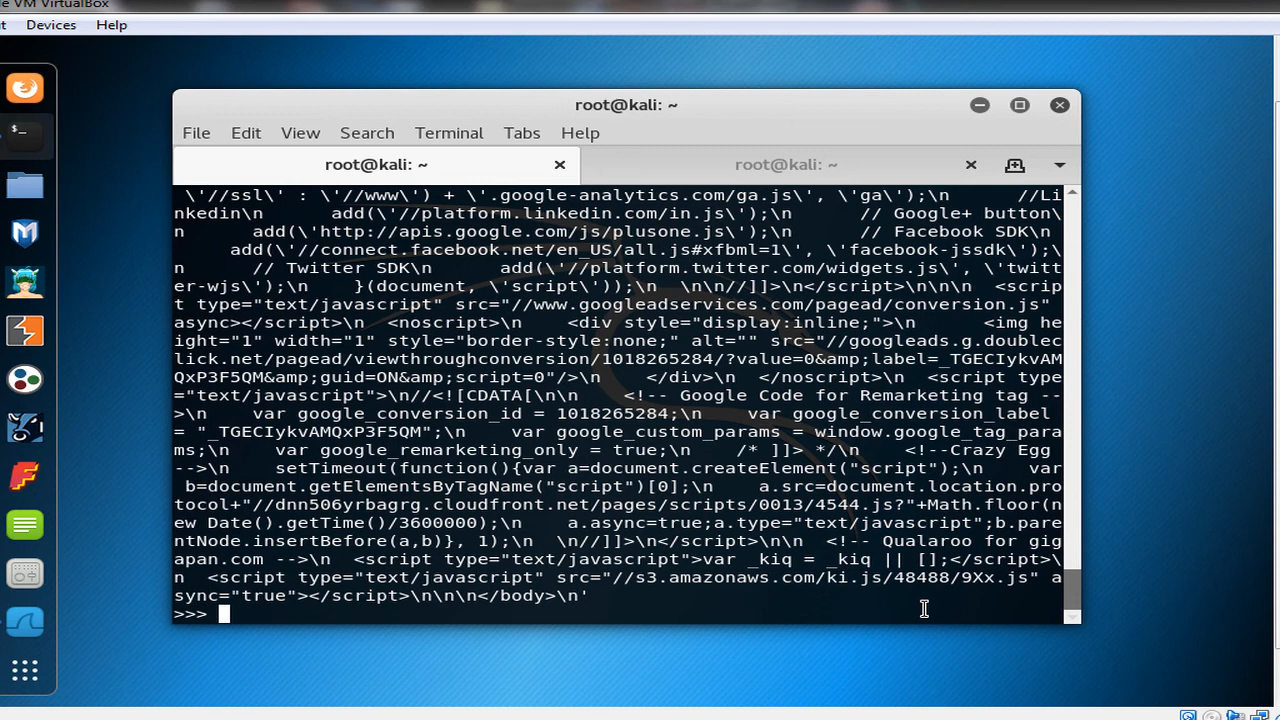 le VM VirtualBox
t Devices Help
root@kali: ~
File Edit View Search Terminal Tabs Help
root@kali: ~ root@kali: ~
\'//ssl\' : \'//www\') + \'.google-analytics.com/ga.js\', \'ga\');\n      //Li
nkedin\n      add(\'//platform.linkedin.com/in.js\');\n      // Google+ button\
n      add(\'http://apis.google.com/js/plusone.js\');\n      // Facebook SDK\n
     add(\'//connect.facebook.net/en_US/all.js#xfbml=1\', \'facebook-jssdk\');\
n      // Twitter SDK\n      add(\'//platform.twitter.com/widgets.js\', \'twitt
er-wjs\');\n    }(document, \'script\'));\n  \n\n//]]>\n</script>\n\n\n  <scrip
t type="text/javascript" src="//www.googleadservices.com/pagead/conversion.js"
async></script>\n  <noscript>\n    <div style="display:inline;">\n      <img he
ight="1" width="1" style="border-style:none;" alt="" src="//googleads.g.doublec
lick.net/pagead/viewthroughconversion/1018265284/?value=0&amp;label=_TGECIykvAM
QxP3F5QM&amp;guid=ON&amp;script=0"/>\n    </div>\n  </noscript>\n  <script type
="text/javascript">\n//<![CDATA[\n    <!-- Google Code for Remarketing tag --
>\n    var google_conversion_id = 1018265284;\n    var google_conversion_label
= "_TGECIykvAMQxP3F5QM";\n    var google_custom_params = window.google_tag_para
ms;\n    var google_remarketing_only = true;\n    /* ]]> */\n    <!--Crazy Egg
-->\n    setTimeout(function(){var a=document.createElement("script");\n    var
b=document.getElementsByTagName("script")[0];\n    a.src=document.location.pro
tocol+"//dnn506yrbagrg.cloudfront.net/pages/scripts/0013/4544.js?"+Math.floor(n
ew Date().getTime()/3600000);\n    a.async=true;a.type="text/javascript";b.pare
ntNode.insertBefore(a,b)}, 1);\n  \n//]]>\n</script>\n  <!-- Qualaroo for gig
apan.com -->\n  <script type="text/javascript">var _kiq = _kiq || [];</script>\
n  <script type="text/javascript" src="//s3.amazonaws.com/ki.js/48488/9Xx.js" a
sync="true"></script>\n\n\n</body>\n'
>>>